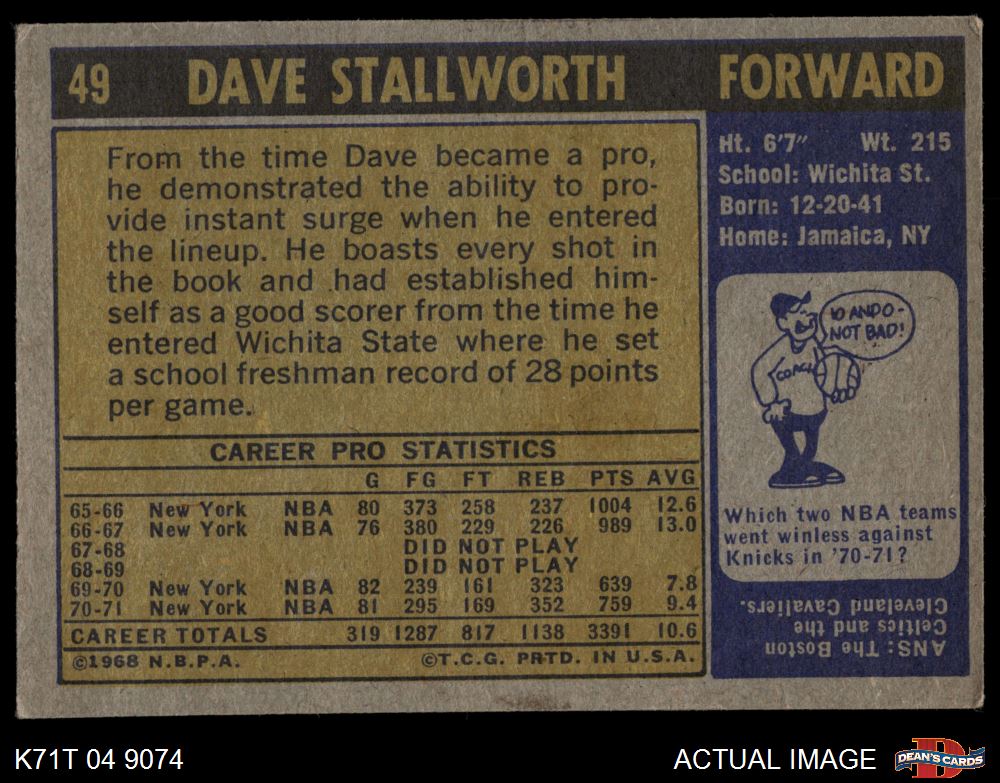 49 DAVE STALLWORTH FORWARD
From the time Dave became a pro,
he demonstrated the ability to pro-
vide instant surge when he entered
the lineup. He boasts every shot in
the book and had established him-
self as a good scorer from the time he
entered Wichita State where he set
a school freshman record of 28 points
per game.
CAREER PRO STATISTICS
G FG FT REB PTS AVG
65-66 New York NBA 80 373 258 237 1004 12.6
66-67 New York NBA 76 380 229 226 989 13.0
67-68 DID NOT PLAY
68-69 DID NOT PLAY
69-70 New York NBA 82 239 161 323 639 7.8
70-71 New York NBA 81 295 169 352 759 9.4
CAREER TOTALS 319 1287 817 1138 3391 10.6
©1968 N.B.P.A. ©T.C.G. PRTD. IN U.S.A.
Ht. 6'7" Wt. 215
School: Wichita St.
Born: 12-20-41
Home: Jamaica, NY
10 AND 0-
NOT BAD!
COACH
Which two NBA teams
went winless against
Knicks in '70-71?
ANS: The Boston
Celtics and the
Cleveland Cavaliers.
K71T 04 9074
ACTUAL IMAGE
D
DEAN'S CARDS